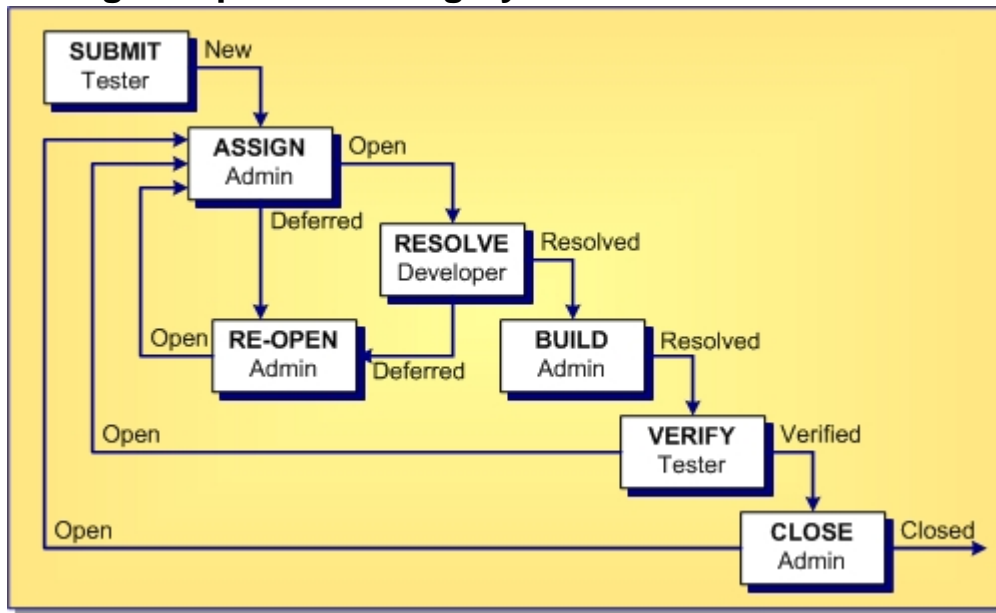 SUBMIT
Tester
New
ASSIGN
Admin
Open
Deferred
RESOLVE
Developer
Resolved
Open
RE-OPEN
Admin
Deferred
BUILD
Admin
Resolved
Open
VERIFY
Tester
Verified
Open
CLOSE
Admin
Closed